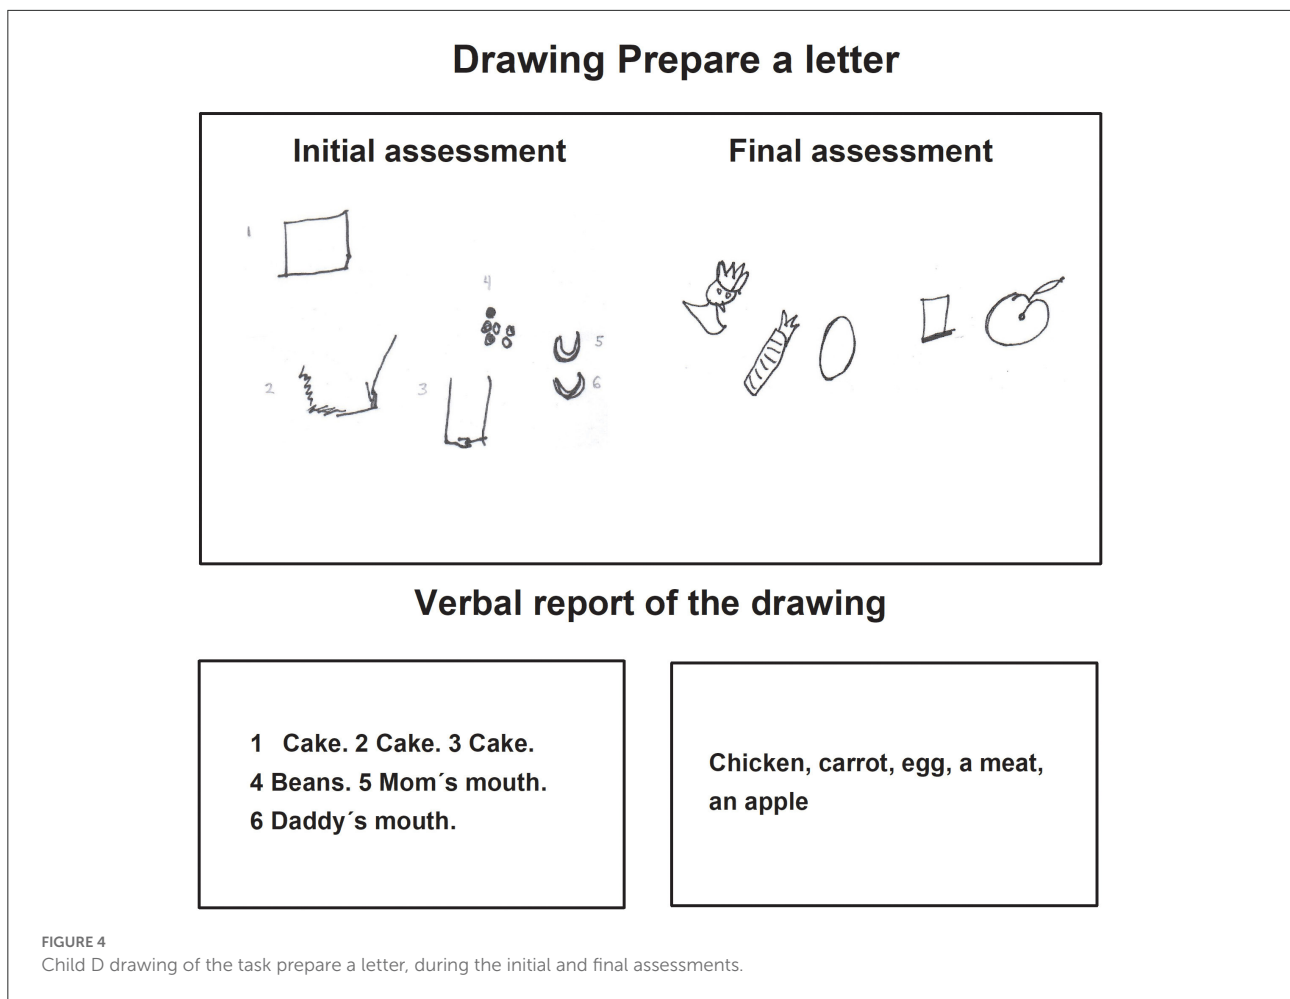 Drawing Prepare a letter
Initial assessment
Final assessment
1
4
5
2
3
6
Verbal report of the drawing
1 Cake. 2 Cake. 3 Cake.
4 Beans. 5 Mom´s mouth.
6 Daddy´s mouth.
Chicken, carrot, egg, a meat,
an apple
FIGURE 4
Child D drawing of the task prepare a letter, during the initial and final assessments.